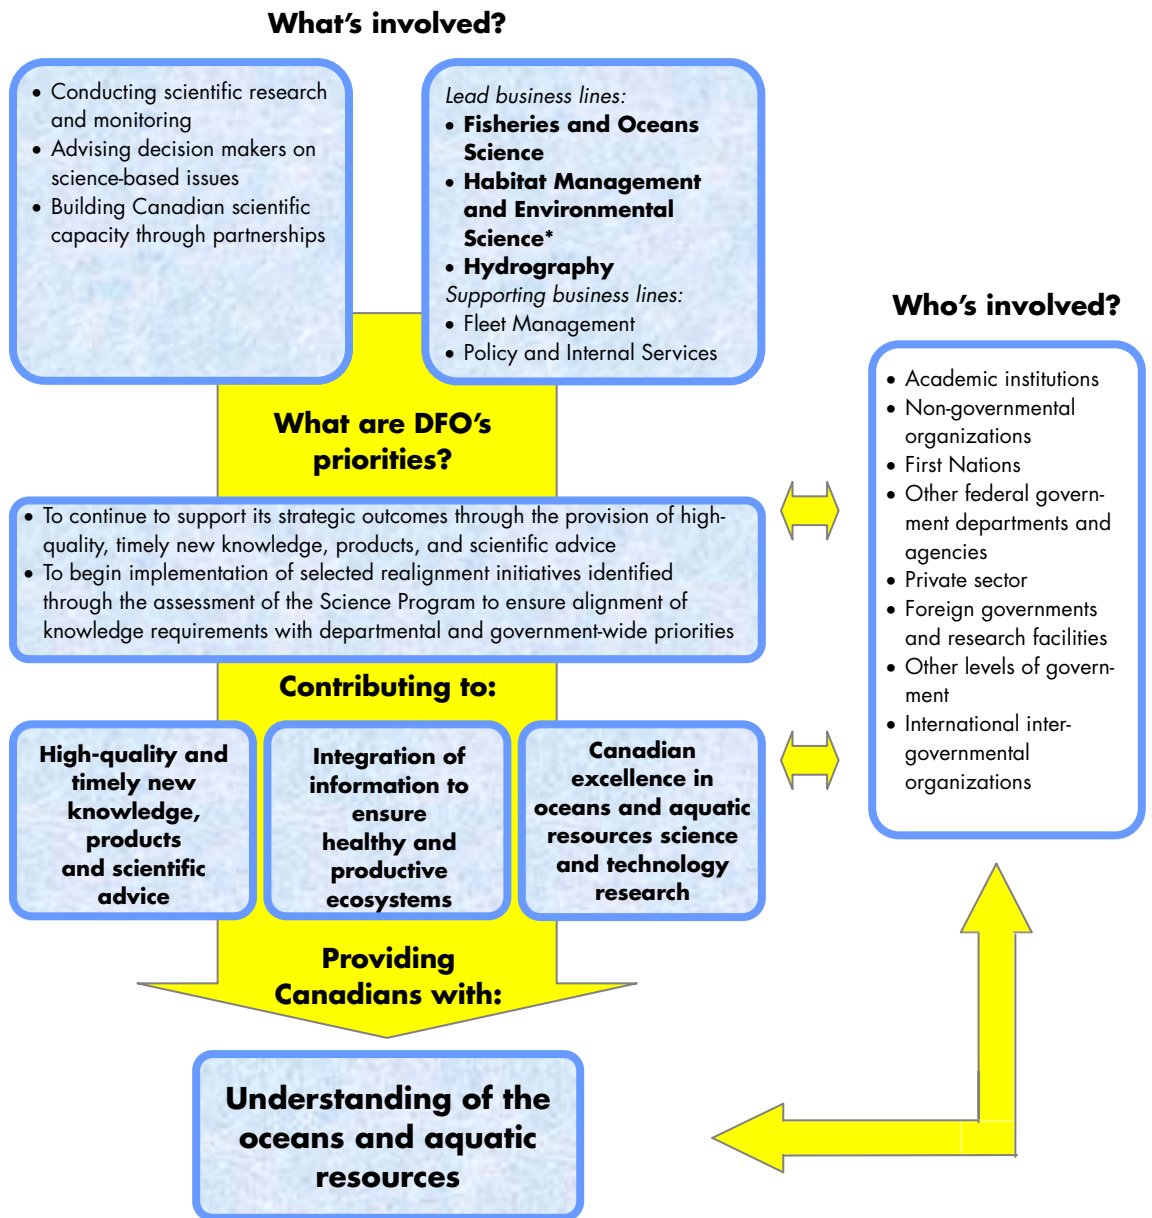 What's involved?
• Conducting scientific research
and monitoring
• Advising decision makers on
science-based issues
• Building Canadian scientific
capacity through partnerships
Lead business lines:
• Fisheries and Oceans
Science
• Habitat Management
and Environmental
Science*
• Hydrography
Supporting business lines:
• Fleet Management
• Policy and Internal Services
What are DFO's
priorities?
• To continue to support its strategic outcomes through the provision of high-
quality, timely new knowledge, products, and scientific advice
• To begin implementation of selected realignment initiatives identified
through the assessment of the Science Program to ensure alignment of
knowledge requirements with departmental and government-wide priorities
Contributing to:
High-quality and
timely new
knowledge,
products
and scientific
advice
Integration of
information to
ensure
healthy and
productive
ecosystems
Canadian
excellence in
oceans and aquatic
resources science
and technology
research
Providing
Canadians with:
Understanding of the
oceans and aquatic
resources
Who's involved?
• Academic institutions
• Non-governmental
organizations
• First Nations
• Other federal govern-
ment departments and
agencies
• Private sector
• Foreign governments
and research facilities
• Other levels of govern-
ment
• International inter-
governmental
organizations